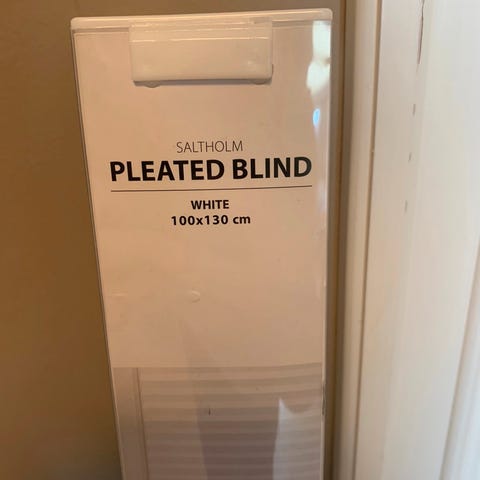 SALTHOLM
PLEATED BLIND
WHITE
100x130 cm